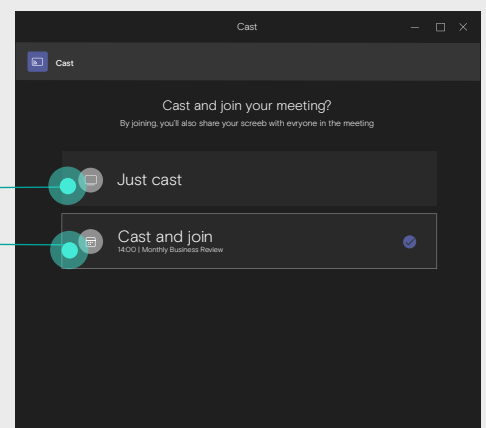 Cast
Cast
Cast and join your meeting?
By joining, you'll also share your screeb with evryone in the meeting
Just cast
Cast and join
14:00 | Monthly Business Review